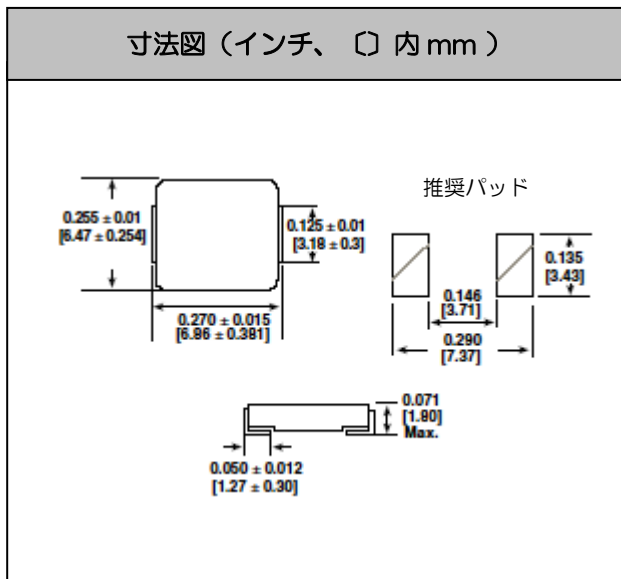 寸法図（インチ、〔〕内 mm ）
推奨パッド
0.255 ± 0.01
[6.47 ± 0.254]
0.125 ± 0.01
[3.18 ± 0.3]
0.135
[3.43]
0.146
[3.71]
0.270 ± 0.015
[6.86 ± 0.381]
0.290
[7.37]
0.071
[1.80]
Max.
0.050 ± 0.012
[1.27 ± 0.30]